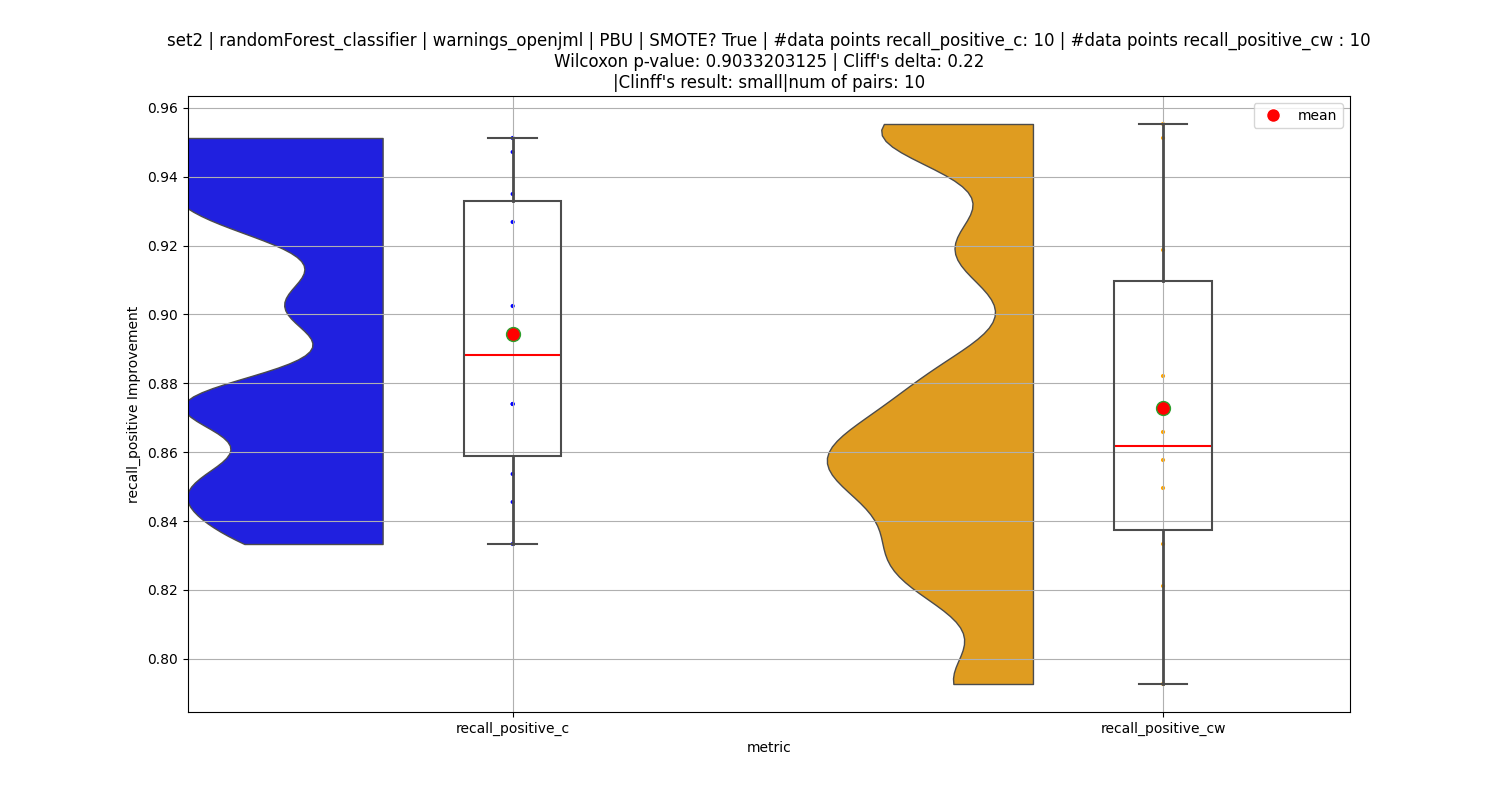 set2 | randomForest_classifier | warnings_openjml | PBU | SMOTE? True | #data points recall_positive_c: 10 | #data points recall_positive_cw : 10
Wilcoxon p-value: 0.9033203125 | Cliff's delta: 0.22
|Clinff's result: small|num of pairs: 10
mean
0.96
0.94
0.92
0.90
0.88
0.86
0.84
0.82
0.80
recall_positive Improvement
recall_positive_c
recall_positive_cw
metric